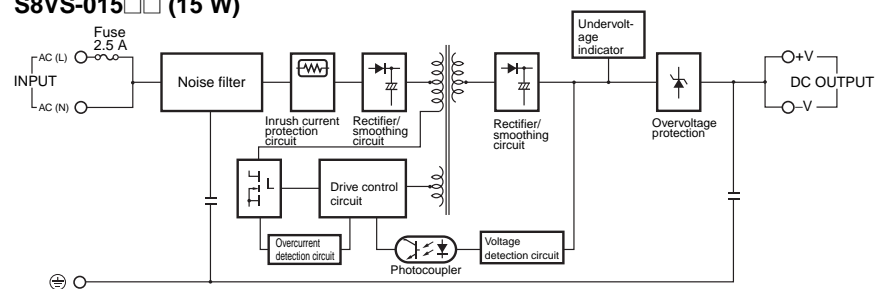 S8VS-015□□ (15 W)
Fuse
2.5 A
AC (L)
INPUT
AC (N)
Noise filter
Inrush current
protection
circuit
Rectifier/
smoothing
circuit
Rectifier/
smoothing
circuit
Undervolt-
age
indicator
Overvoltage
protection
+V
DC OUTPUT
–V
Drive control
circuit
Overcurrent
detection circuit
Photocoupler
Voltage
detection circuit